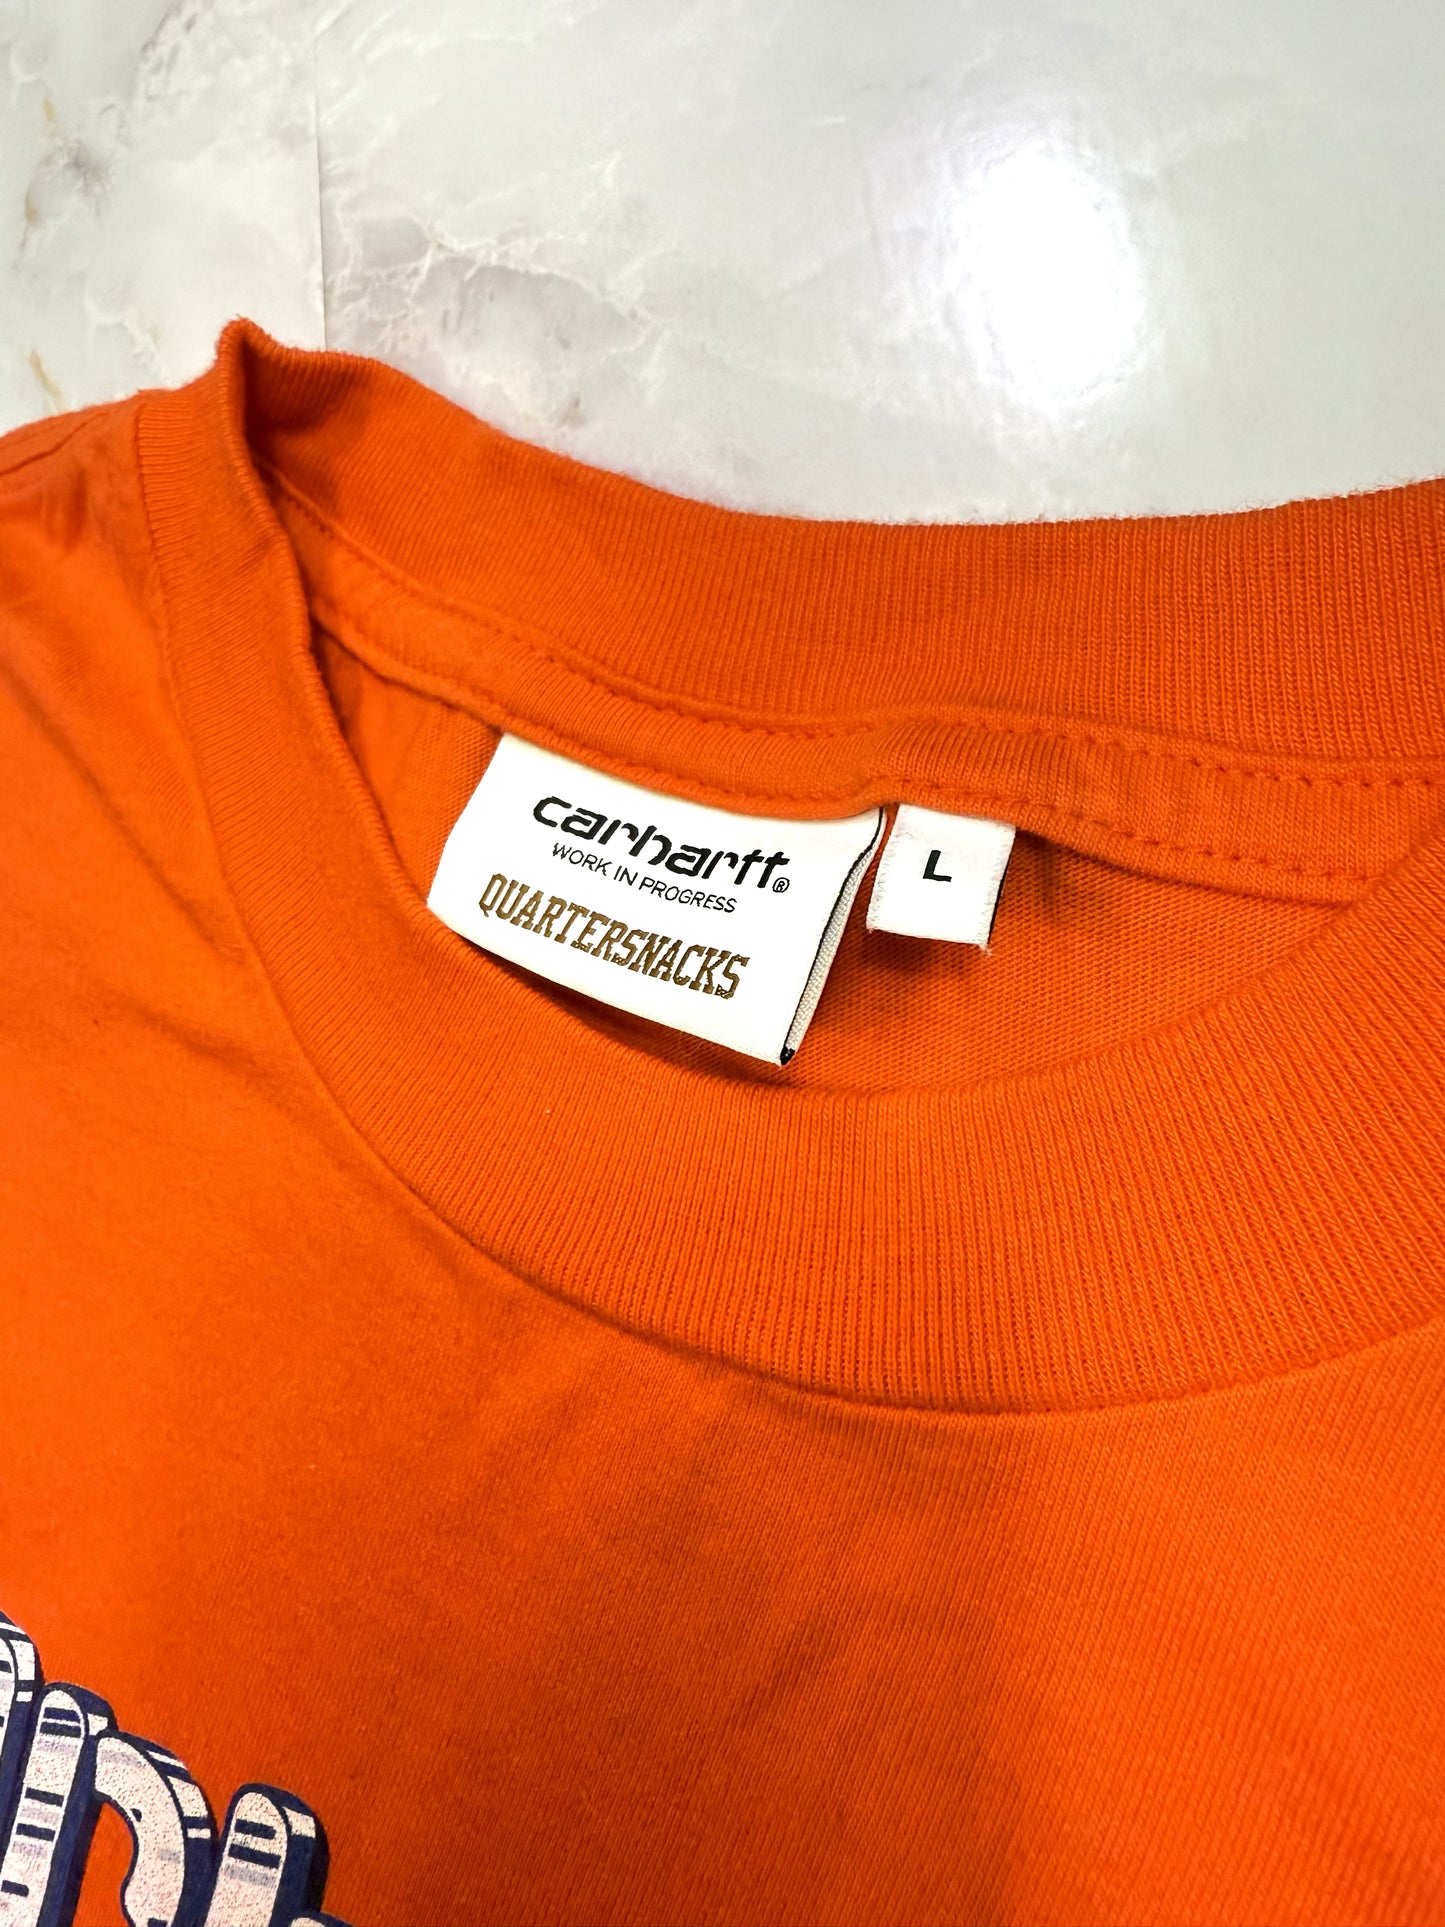 carhartt®
WORK IN PROGRESS
QUARTERSNACKS
L